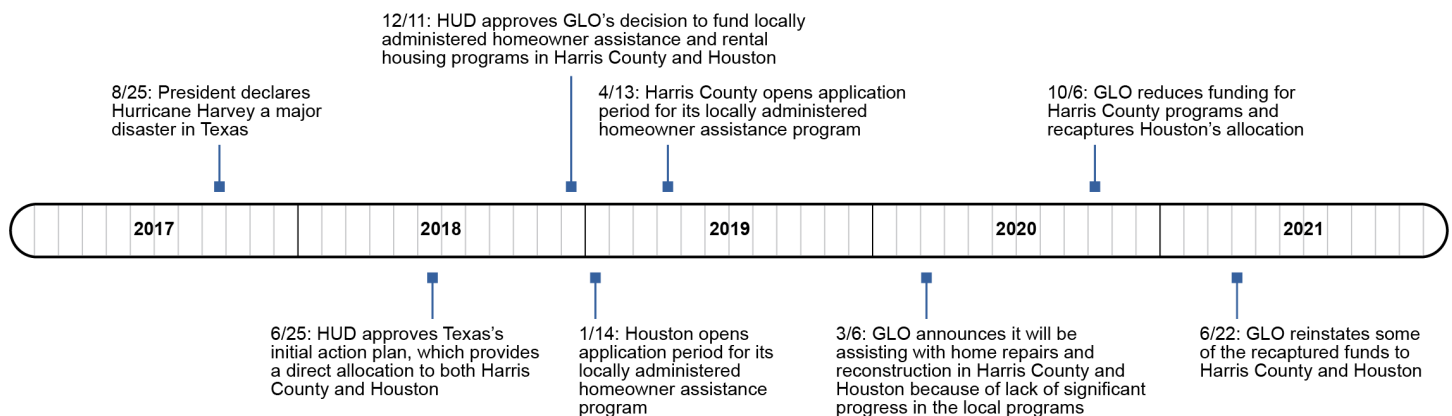 12/11: HUD approves GLO’s decision to fund locally
administered homeowner assistance and rental
housing programs in Harris County and Houston
8/25: President declares
Hurricane Harvey a major
disaster in Texas
4/13: Harris County opens application
period for its locally administered
homeowner assistance program
10/6: GLO reduces funding for
Harris County programs and
recaptures Houston’s allocation
2017
2018
2019
2020
2021
6/25: HUD approves Texas’s
initial action plan, which provides
a direct allocation to both Harris
County and Houston
1/14: Houston opens
application period for its
locally administered
homeowner assistance
program
3/6: GLO announces it will be
assisting with home repairs and
reconstruction in Harris County and
Houston because of lack of significant
progress in the local programs
6/22: GLO reinstates some
of the recaptured funds to
Harris County and Houston